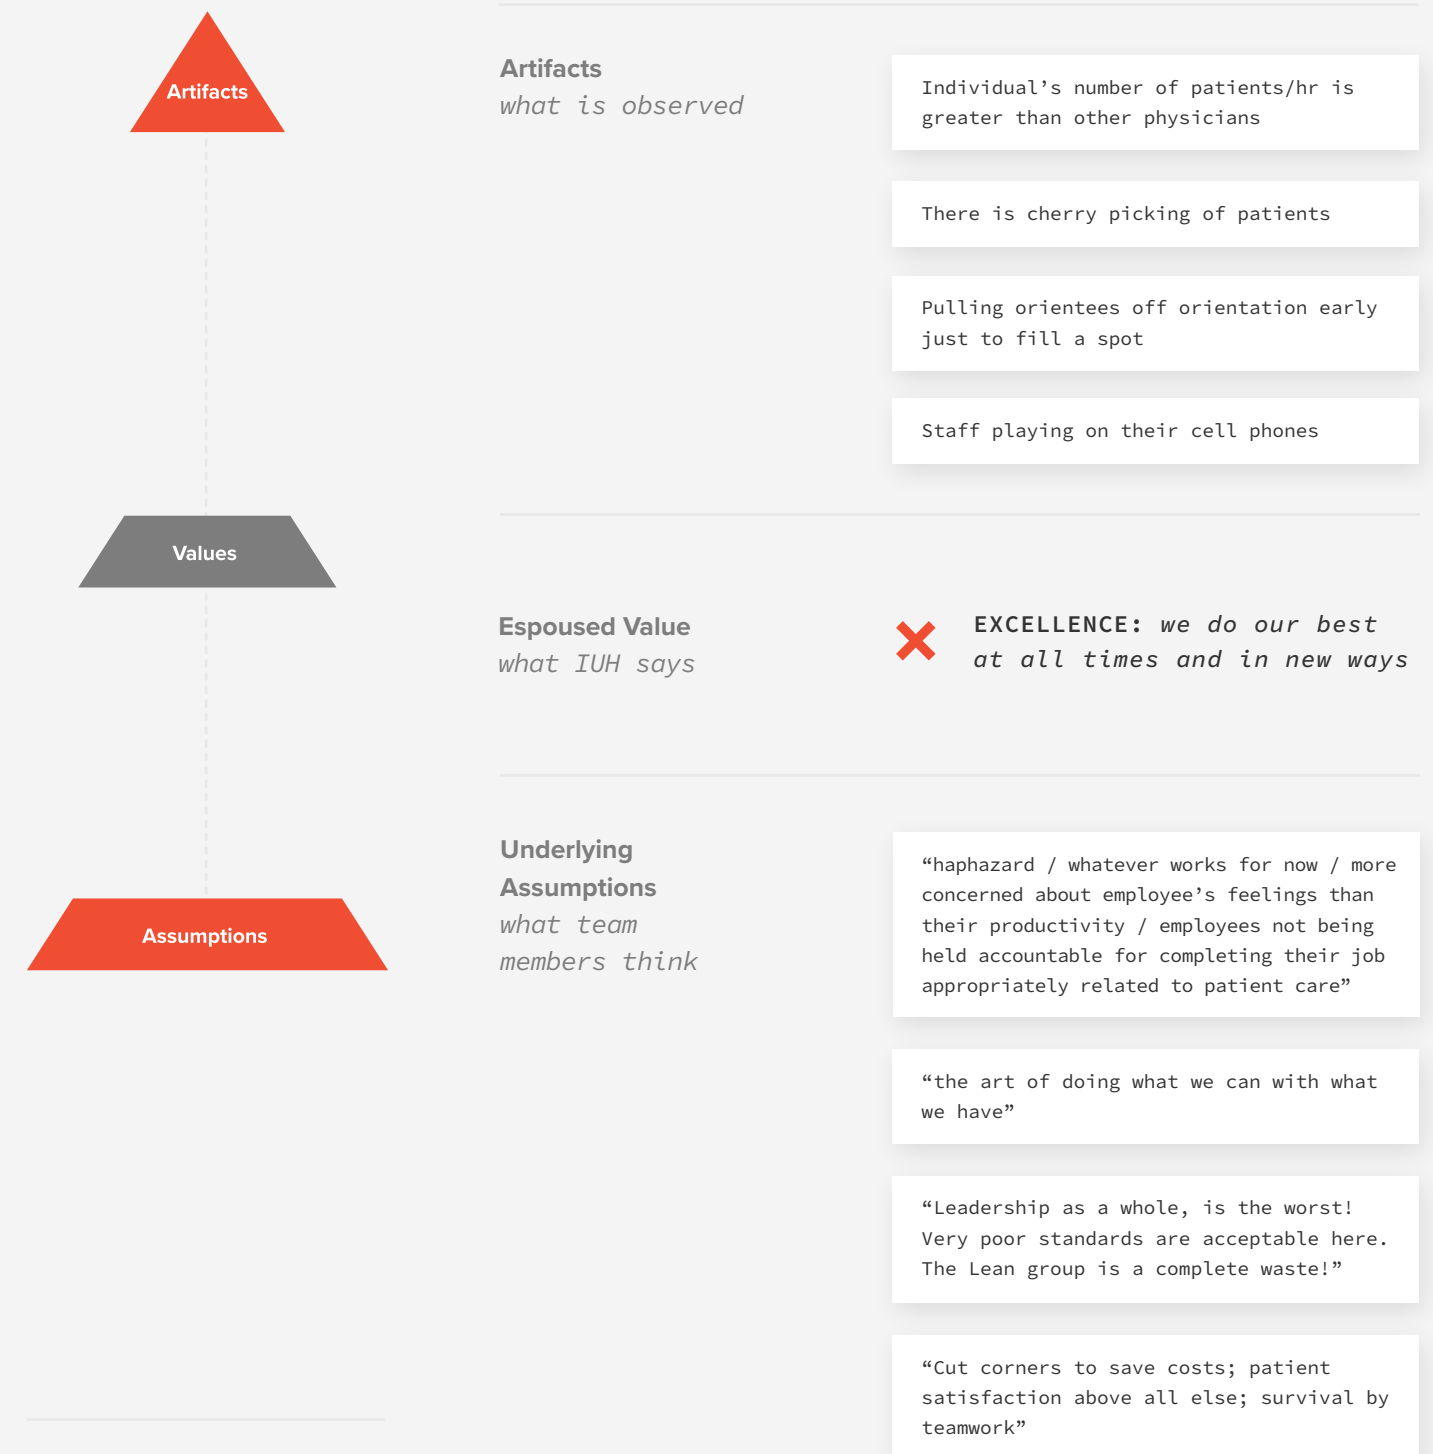 Artifacts
Artifacts
what is observed
Individual’s number of patients/hr is
greater than other physicians
There is cherry picking of patients
Pulling orientees off orientation early
just to fill a spot
Staff playing on their cell phones
Values
Espoused Value
what IUH says
EXCELLENCE: we do our best
at all times and in new ways
Assumptions
Underlying
Assumptions
what team
members think
“haphazard / whatever works for now / more
concerned about employee’s feelings than
their productivity / employees not being
held accountable for completing their job
appropriately related to patient care”
“the art of doing what we can with what
we have”
“Leadership as a whole, is the worst!
Very poor standards are acceptable here.
The Lean group is a complete waste!”
“Cut corners to save costs; patient
satisfaction above all else; survival by
teamwork”